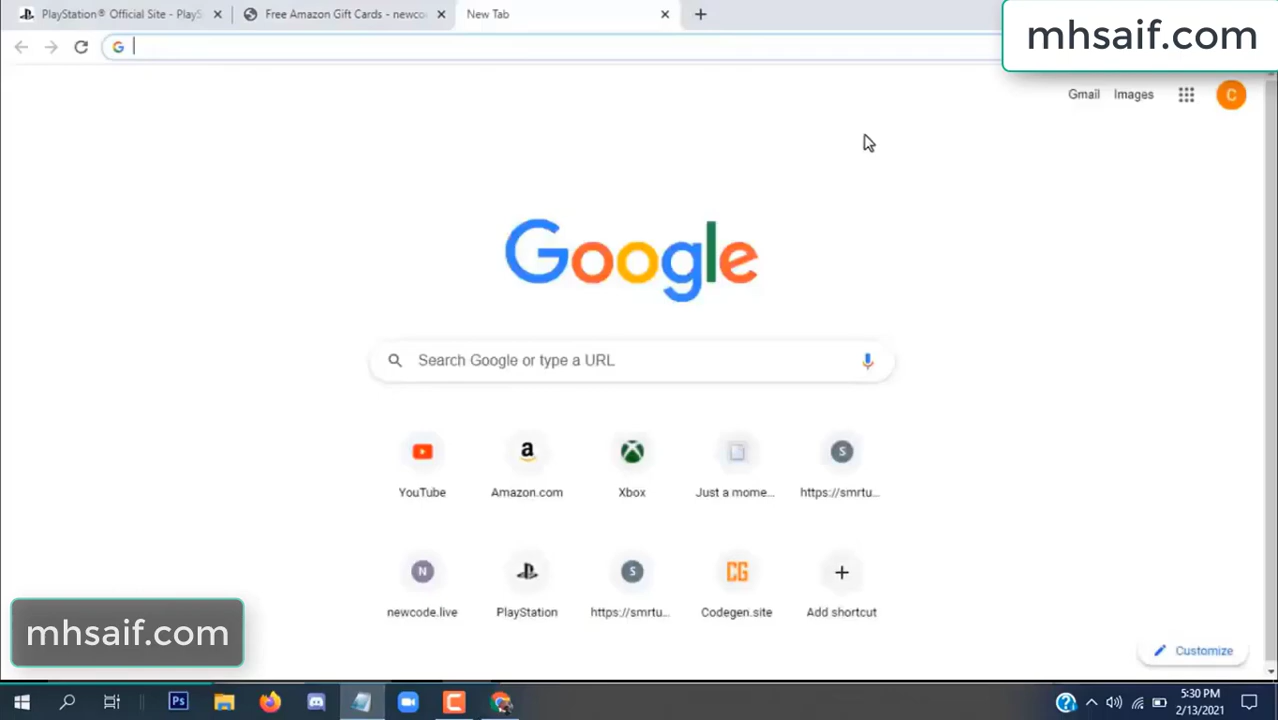 PlayStation® Official Site - PlayS
Free Amazon Gift Cards - newco
New Tab
mhsaif.com
Gmail
Images
C
Google
Search Google or type a URL
YouTube
Amazon.com
Xbox
Just a mome...
https://smrtu...
newcode.live
PlayStation
https://smrtu...
Codegen.site
Add shortcut
a
S
N
S
CG
mhsaif.com
Customize
Ps
5:30 PM
2/13/2021